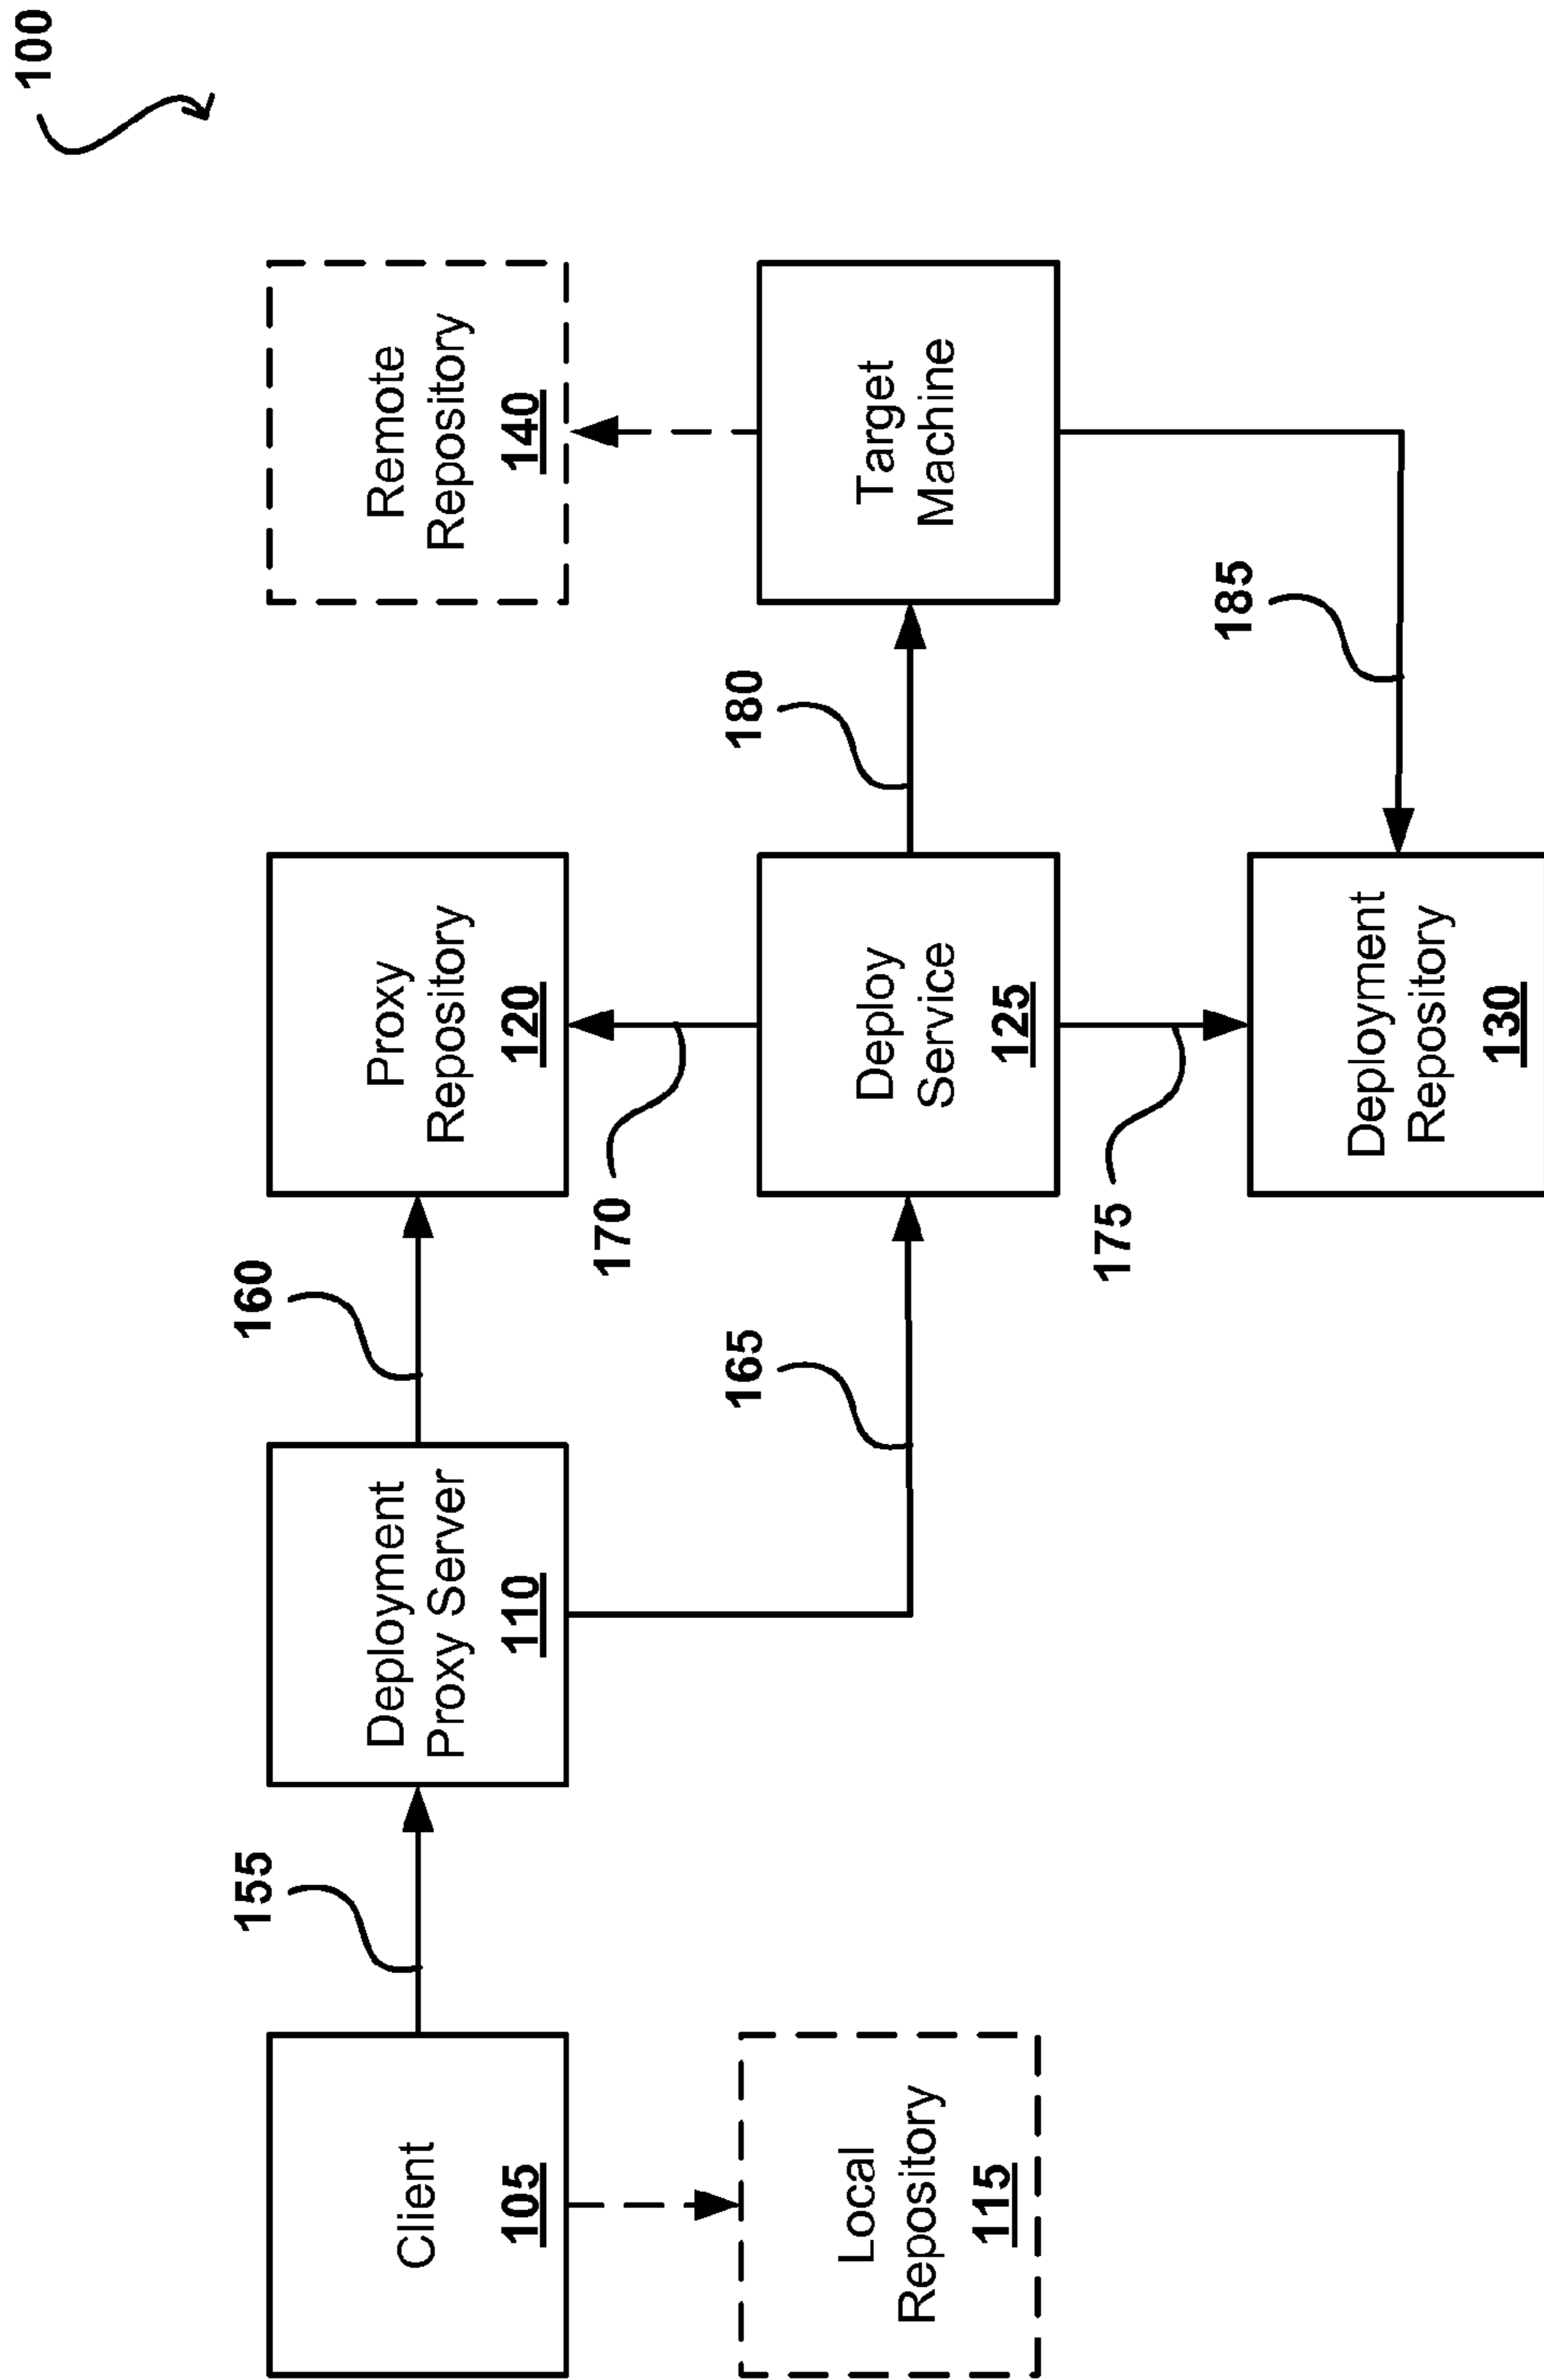 100
155
160
Client
105
Deployment
Proxy Server
110
Proxy
Repository
120
Remote
Repository
140
170
165
180
Local
Repository
115
Deploy
Service
125
Target
Machine
175
185
Deployment
Repository
130